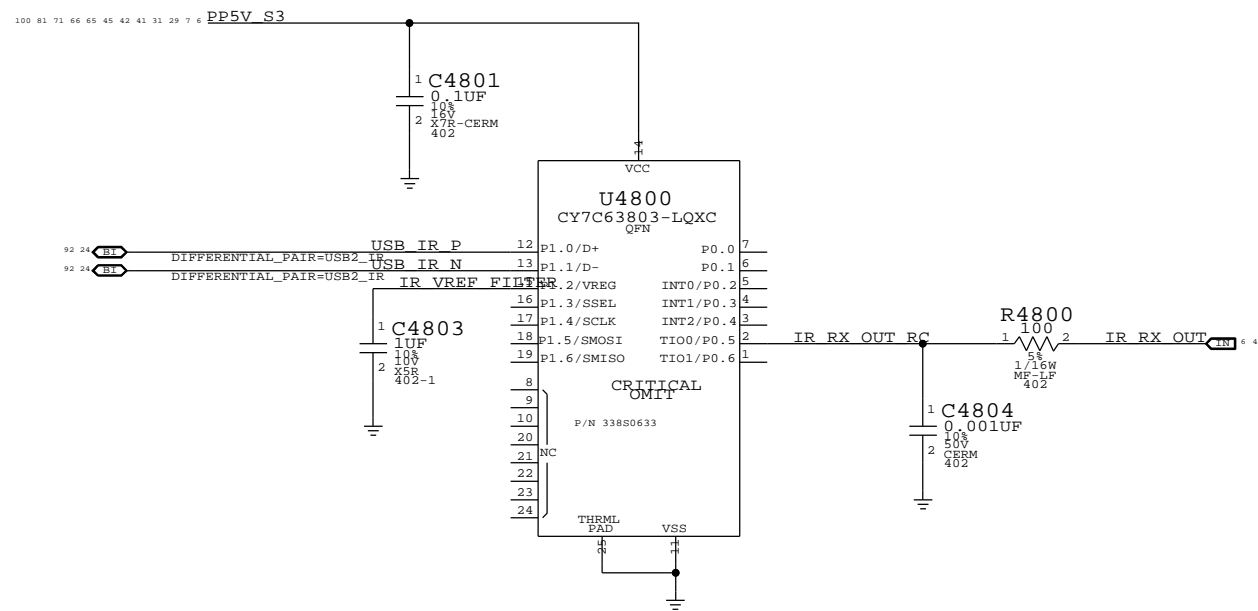 100 81 71 66 65 45 42 41 31 29 7 6 PP5V_S3
1 C4801
0.1UF
10%
16V
2 X7R-CERM
402
14
VCC
U4800
CY7C63803-LQXC
QFN
92 24 BI USB_IR_P 12 P1.0/D+ P0.0 7
DIFFERENTIAL_PAIR=USB2_IR
92 24 BI USB_IR_N 13 P1.1/D- P0.1 6
DIFFERENTIAL_PAIR=USB2_IR
IR_VREF_FILTER 15 P1.2/VREG INT0/P0.2 5
16 P1.3/SSEL INT1/P0.3 4
17 P1.4/SCLK INT2/P0.4 3
18 P1.5/SMOSI TIO0/P0.5 2 IR_RX_OUT_RC
19 P1.6/SMISO TIO1/P0.6 1
R4800
100
1 2 IR_RX_OUT IN 6 4
5%
1/16W
MF-LF
402
1 C4803
1UF
10%
10V
2 X5R
402-1
8
9
10
20
21
22
23
24
NC
CRITICAL
OMIT
P/N 338S0633
1 C4804
0.001UF
10%
50V
2 CERM
402
THRML
PAD VSS
25 11